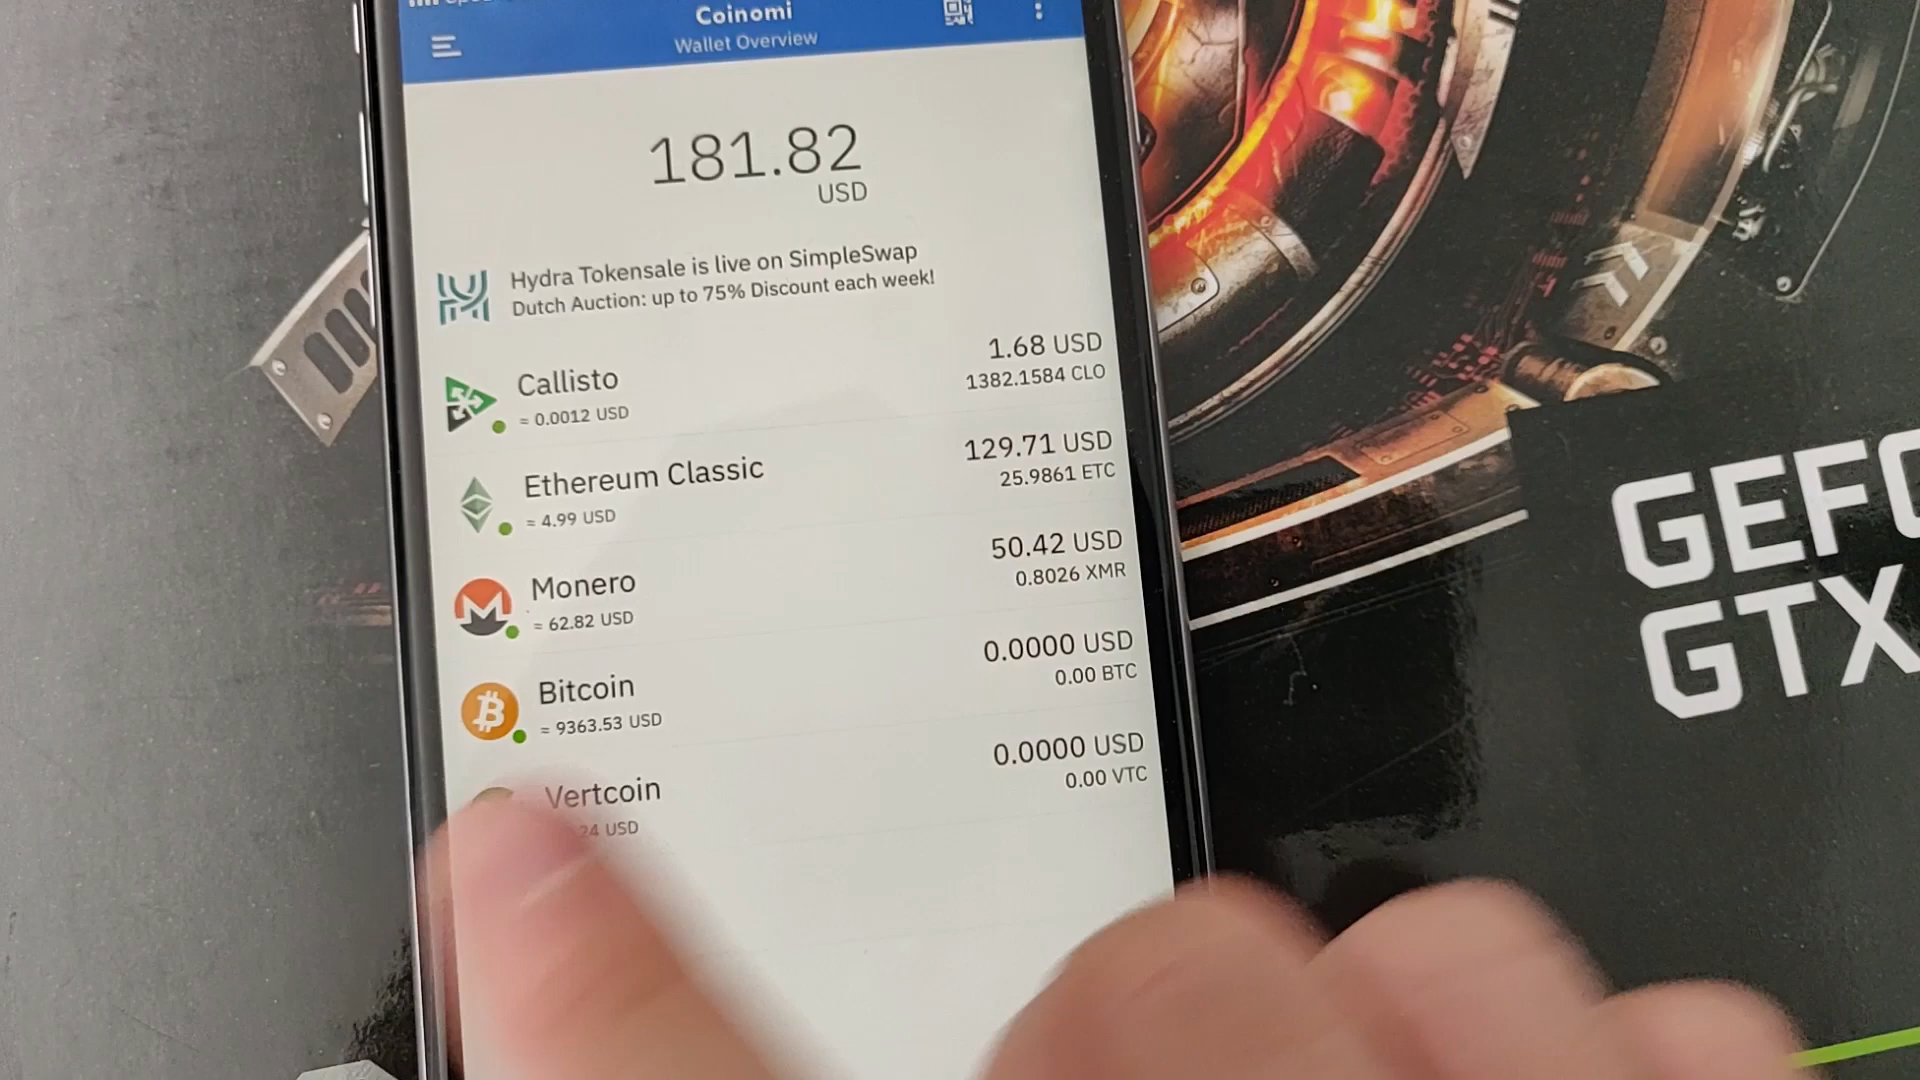 Coinomi
Wallet Overview
181.82
USD
Hydra Tokensale is live on SimpleSwap
Dutch Auction: up to 75% Discount each week!
Callisto
≈ 0.0012 USD
1.68 USD
1382.1584 CLO
Ethereum Classic
≈ 4.99 USD
129.71 USD
25.9861 ETC
Monero
≈ 62.82 USD
50.42 USD
0.8026 XMR
Bitcoin
≈ 9363.53 USD
0.0000 USD
0.00 BTC
Vertcoin
24 USD
0.0000 USD
0.00 VTC
GEFO
GTX